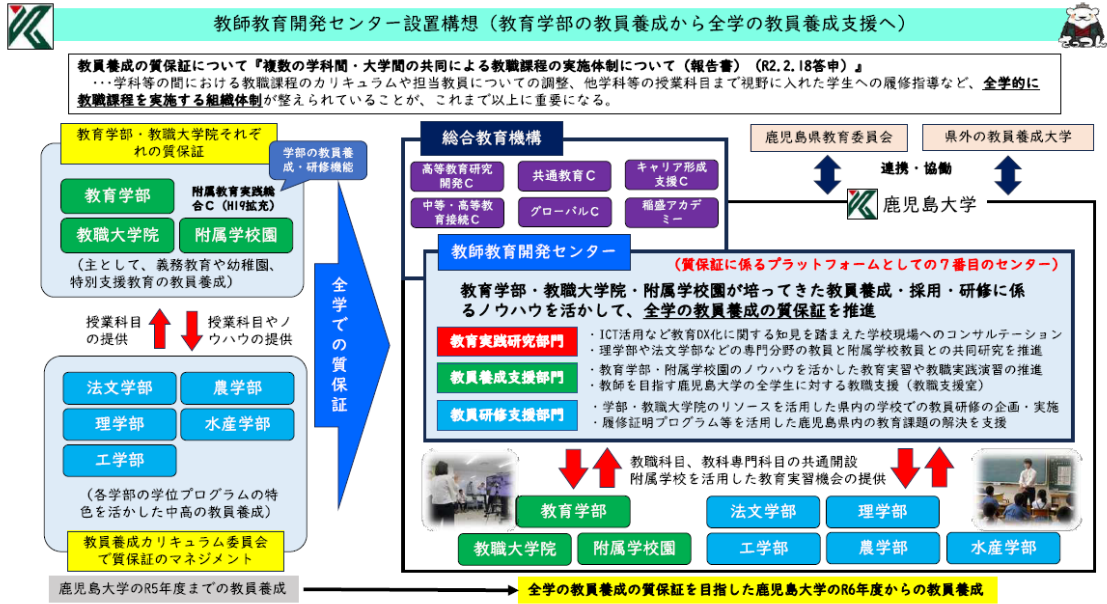 教師教育開発センター設置構想（教育学部の教員養成から全学の教員養成支援へ）
教員養成の質保証について『複数の学科間・大学間の共同による教職課程の実施体制について（報告書）（R2.2.18答申）』
･･･学科等の間における教職課程のカリキュラムや担当教員についての調整、他学科等の授業科目まで視野に入れた学生への履修指導など、全学的に
教職課程を実施する組織体制が整えられていることが、これまで以上に重要になる。
教育学部・教職大学院それぞ
れの質保証
学部の教員養
成・研修機能
教育学部
附属教育実践総
合C（H19拡充）
教職大学院
附属学校園
（主として、義務教育や幼稚園、
特別支援教育の教員養成）
授業科目
の提供
授業科目やノ
ウハウの提供
法文学部
農学部
理学部
水産学部
工学部
（各学部の学位プログラムの特
色を活かした中高の教員養成）
教員養成カリキュラム委員会
で質保証のマネジメント
鹿児島大学のR5年度までの教員養成
全学での質保証
総合教育機構
高等教育研究
開発C
共通教育C
キャリア形成
支援C
中等・高等教
育接続C
グローバルC
稲盛アカデ
ミー
鹿児島県教育委員会
県外の教員養成大学
連携・協働
鹿児島大学
教師教育開発センター
（質保証に係るプラットフォームとしての７番目のセンター）
教育学部・教職大学院・附属学校園が培ってきた教員養成・採用・研修に係
るノウハウを活かして、全学の教員養成の質保証を推進
教育実践研究部門
・ICT活用など教育DX化に関する知見を踏まえた学校現場へのコンサルテーション
・理学部や法文学部などの専門分野の教員と附属学校教員との共同研究を推進
教員養成支援部門
・教育学部・附属学校園のノウハウを活かした教育実習や教職実践演習の推進
・教師を目指す鹿児島大学の全学生に対する教職支援（教職支援室）
教員研修支援部門
・学部・教職大学院のリソースを活用した県内の学校での教員研修の企画・実施
・履修証明プログラム等を活用した鹿児島県内の教育課題の解決を支援
教職科目、教科専門科目の共通開設
附属学校を活用した教育実習機会の提供
教育学部
教職大学院
附属学校園
法文学部
理学部
工学部
農学部
水産学部
全学の教員養成の質保証を目指した鹿児島大学のR6年度からの教員養成